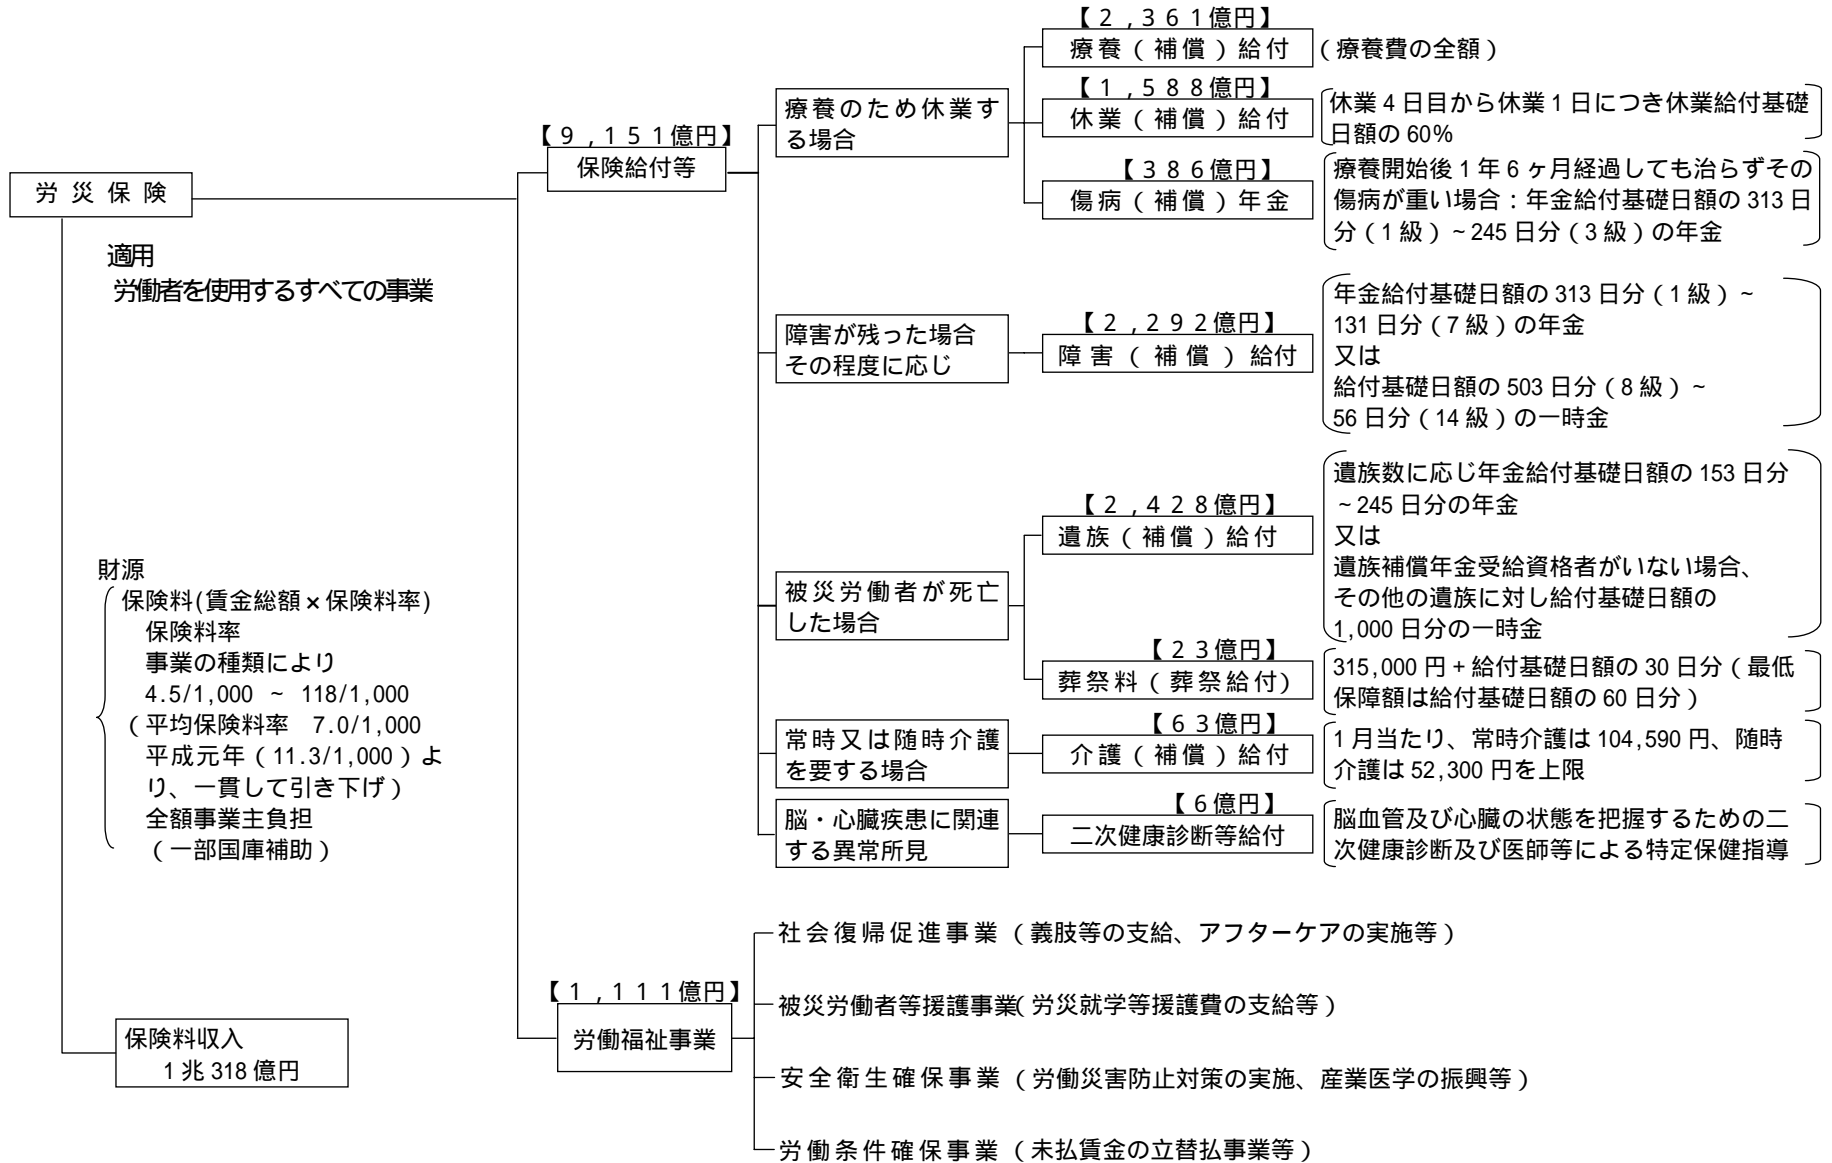 労災保険
適用
労働者を使用するすべての事業
財源
保険料(賃金総額×保険料率)
保険料率
事業の種類により
4.5/1,000 ~ 118/1,000
(平均保険料率 7.0/1,000
平成元年(11.3/1,000)よ
り、一貫して引き下げ)
全額事業主負担
(一部国庫補助)
保険料収入
1兆318億円
【9,151億円】
保険給付等
療養のため休業す
る場合
【2,361億円】
療養(補償)給付
(療養費の全額)
【1,588億円】
休業(補償)給付
休業4日目から休業1日につき休業給付基礎
日額の60%
【386億円】
傷病(補償)年金
療養開始後1年6ヶ月経過しても治らずその
傷病が重い場合:年金給付基礎日額の313日
分(1級)~245日分(3級)の年金
障害が残った場合
その程度に応じ
【2,292億円】
障害(補償)給付
年金給付基礎日額の313日分(1級)~
131日分(7級)の年金
又は
給付基礎日額の503日分(8級)~
56日分(14級)の一時金
被災労働者が死亡
した場合
【2,428億円】
遺族(補償)給付
遺族数に応じ年金給付基礎日額の153日分
~245日分の年金
又は
遺族補償年金受給資格者がいない場合、
その他の遺族に対し給付基礎日額の
1,000日分の一時金
【23億円】
葬祭料(葬祭給付)
315,000円+給付基礎日額の30日分(最低
保障額は給付基礎日額の60日分)
常時又は随時介護
を要する場合
【63億円】
介護(補償)給付
1月当たり、常時介護は104,590円、随時
介護は52,300円を上限
脳・心臓疾患に関連
する異常所見
【6億円】
二次健康診断等給付
脳血管及び心臓の状態を把握するための二
次健康診断及び医師等による特定保健指導
【1,111億円】
労働福祉事業
社会復帰促進事業(義肢等の支給、アフターケアの実施等)
被災労働者等援護事業(労災就学等援護費の支給等)
安全衛生確保事業(労働災害防止対策の実施、産業医学の振興等)
労働条件確保事業(未払賃金の立替払事業等)